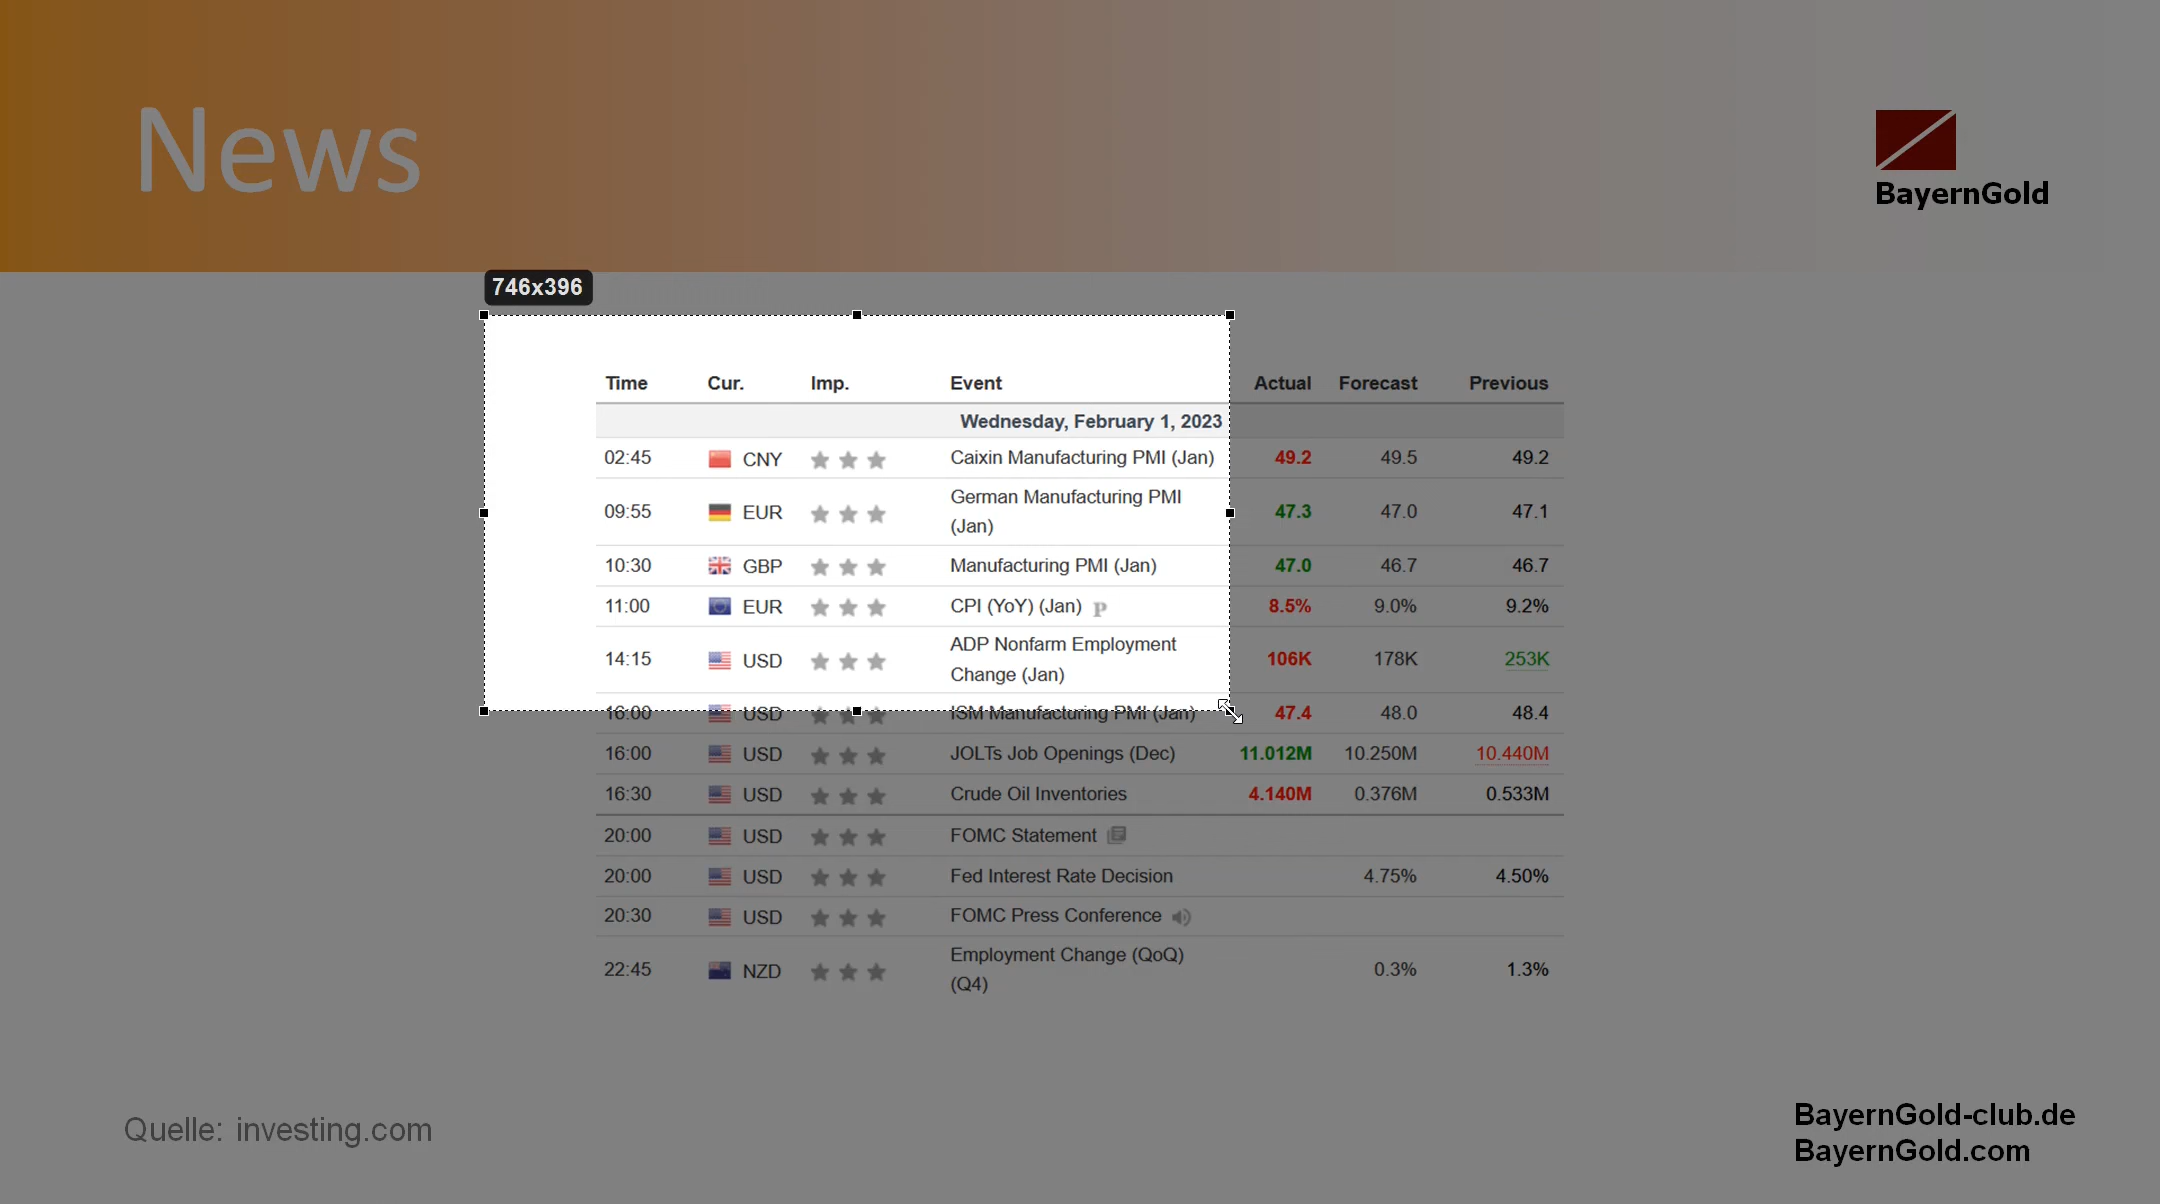 News
BayernGold
746x396
Time Cur. Imp. Event Actual Forecast Previous
Wednesday, February 1, 2023
02:45 CNY Caixin Manufacturing PMI (Jan) 49.2 49.5 49.2
09:55 EUR German Manufacturing PMI (Jan) 47.3 47.0 47.1
10:30 GBP Manufacturing PMI (Jan) 47.0 46.7 46.7
11:00 EUR CPI (YoY) (Jan) P 8.5% 9.0% 9.2%
14:15 USD ADP Nonfarm Employment Change (Jan) 106K 178K 253K
16:00 USD ISM Manufacturing PMI (Jan) 47.4 48.0 48.4
16:00 USD JOLTs Job Openings (Dec) 11.012M 10.250M 10.440M
16:30 USD Crude Oil Inventories 4.140M 0.376M 0.533M
20:00 USD FOMC Statement
20:00 USD Fed Interest Rate Decision 4.75% 4.50%
20:30 USD FOMC Press Conference
22:45 NZD Employment Change (QoQ) (Q4) 0.3% 1.3%
Quelle: investing.com
BayernGold-club.de
BayernGold.com